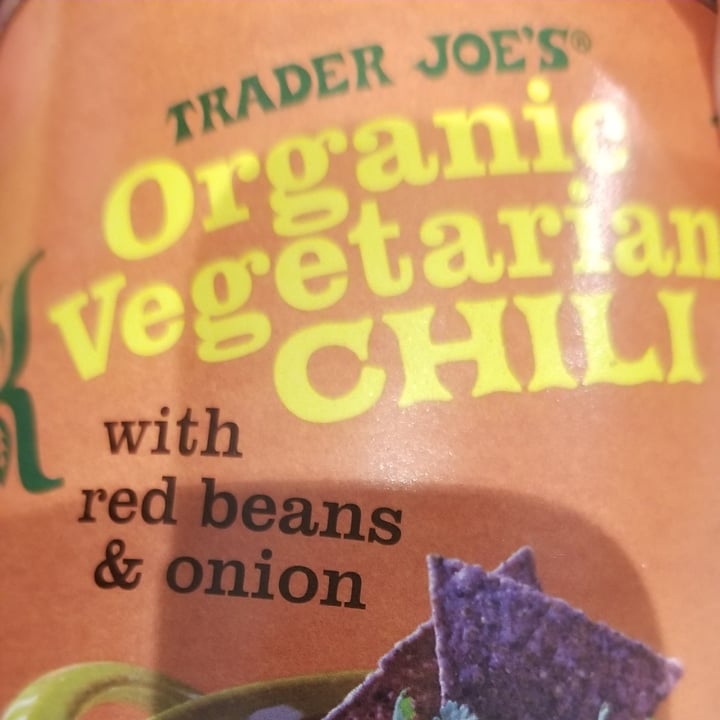 TRADER JOE'S®
Organic
Vegetarian
CHILI
with
red beans
& onion